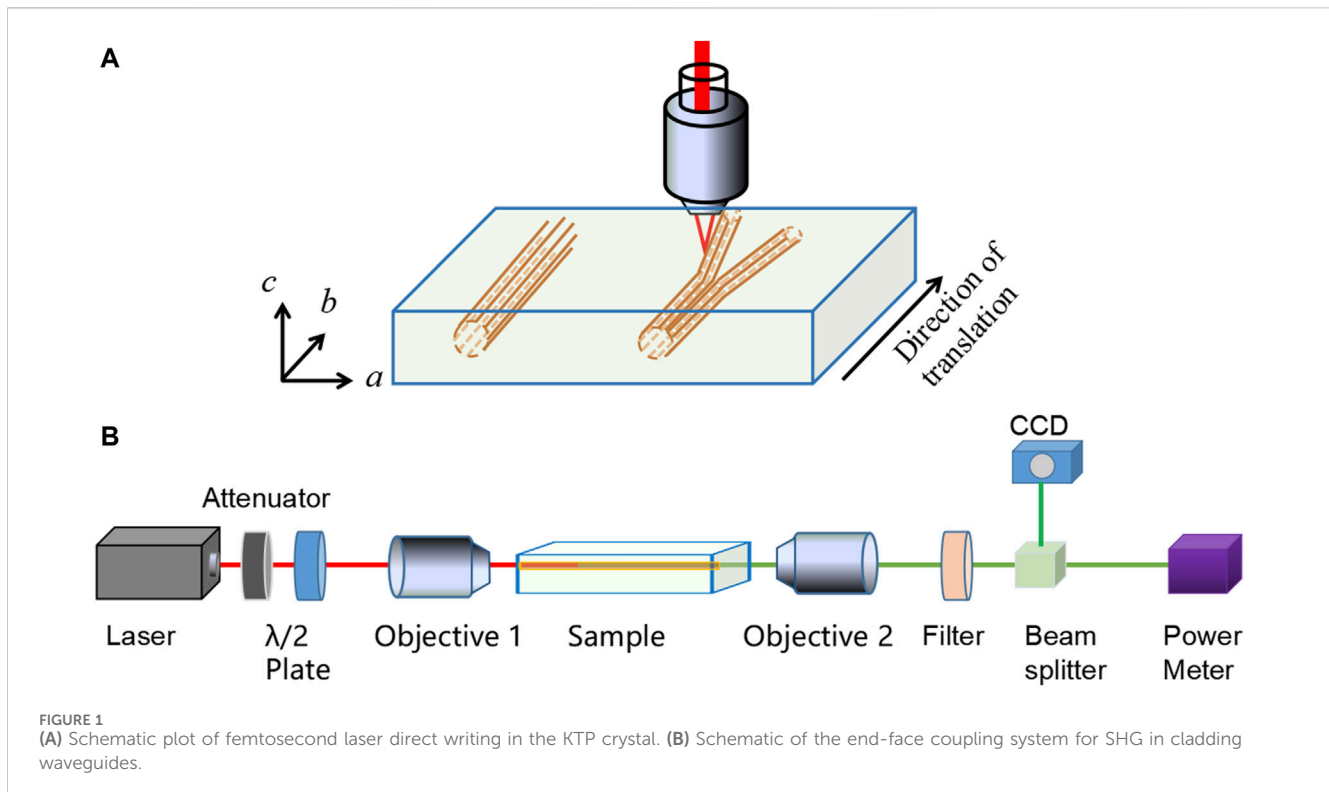 A
c
b
a
Direction of
translation
B
CCD
Attenuator
Laser
λ/2
Plate
Objective 1
Sample
Objective 2
Filter
Beam
splitter
Power
Meter
FIGURE 1
(A) Schematic plot of femtosecond laser direct writing in the KTP crystal. (B) Schematic of the end-face coupling system for SHG in cladding
waveguides.